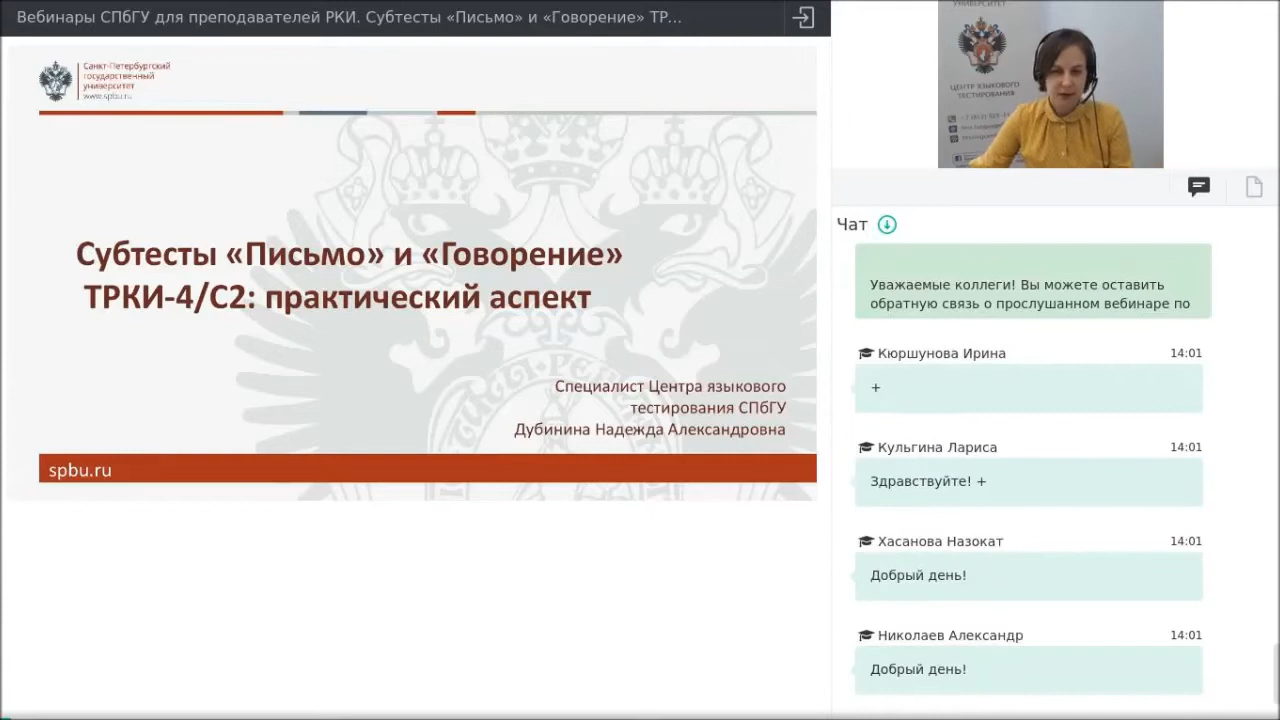 Вебинары СПбГУ для преподавателей РКИ. Субтесты «Письмо» и «Говорение» ТР...
Санкт-Петербургский
государственный
университет
www.spbu.ru
Субтесты «Письмо» и «Говорение»
ТРКИ-4/С2: практический аспект
Специалист Центра языкового
тестирования СПбГУ
Дубинина Надежда Александровна
spbu.ru
УНИВЕРСИТЕТ
ЦЕНТР ЯЗЫКОВОГО
ТЕСТИРОВАНИЯ
Чат
Уважаемые коллеги! Вы можете оставить
обратную связь о прослушанном вебинаре по
Кюршунова Ирина 14:01
+
Кульгина Лариса 14:01
Здравствуйте! +
Хасанова Назокат 14:01
Добрый день!
Николаев Александр 14:01
Добрый день!